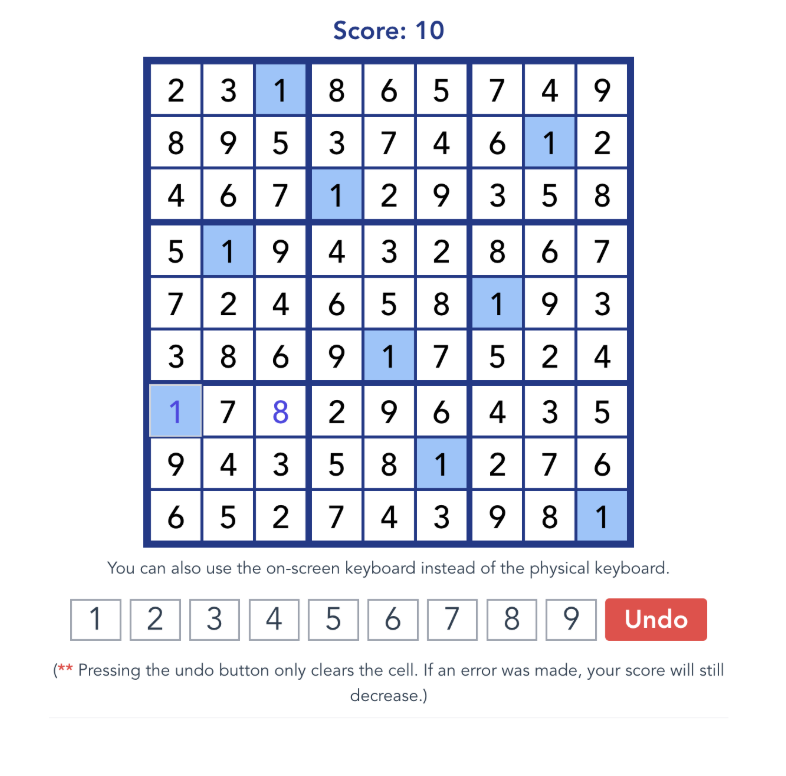 Score: 10
2 3 1 8 6 5 7 4 9
8 9 5 3 7 4 6 1 2
4 6 7 1 2 9 3 5 8
5 1 9 4 3 2 8 6 7
7 2 4 6 5 8 1 9 3
3 8 6 9 1 7 5 2 4
1 7 8 2 9 6 4 3 5
9 4 3 5 8 1 2 7 6
6 5 2 7 4 3 9 8 1
You can also use the on-screen keyboard instead of the physical keyboard.
1 2 3 4 5 6 7 8 9 Undo
(** Pressing the undo button only clears the cell. If an error was made, your score will still
decrease.)